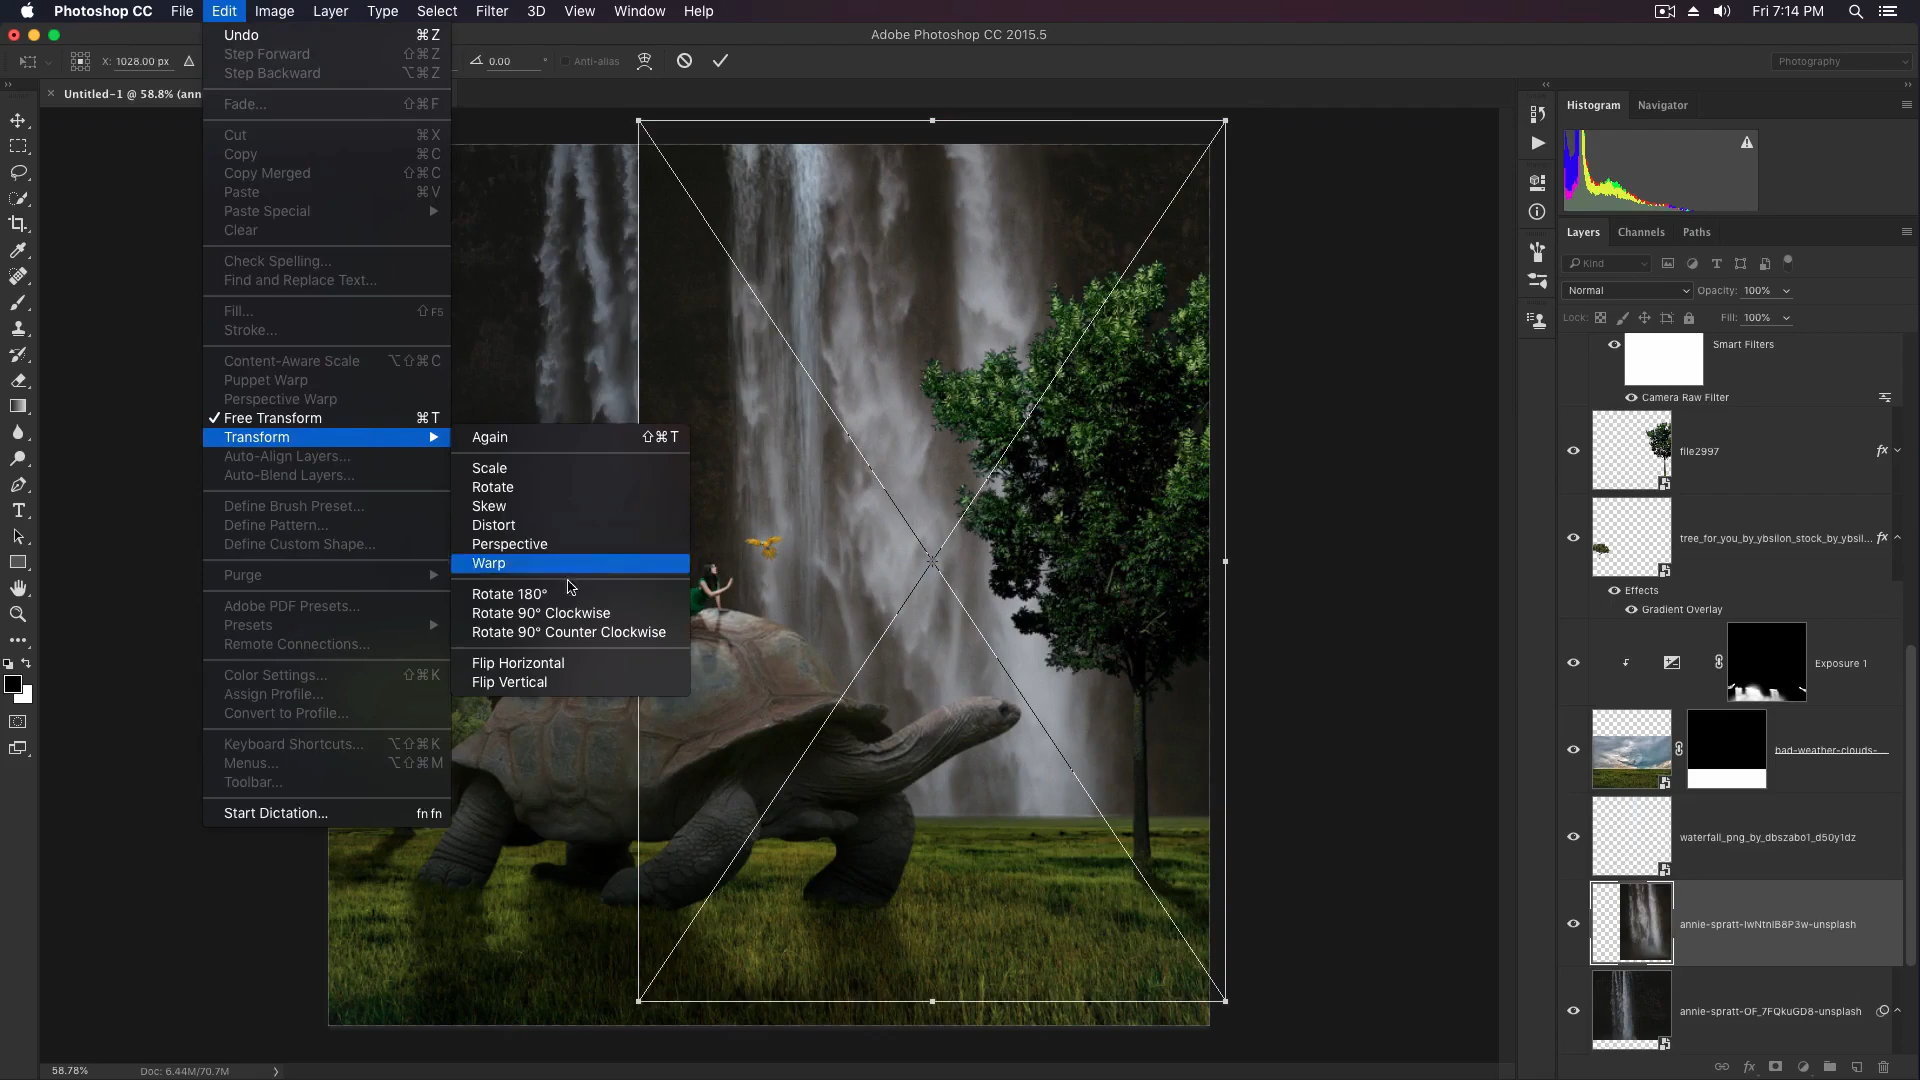 Photoshop CC File Edit Image Layer Type Select Filter 3D View Window Help Fri 7:14 PM
Adobe Photoshop CC 2015.5
X: 1028.00 px 0.00 ° Anti-alias Photography
Untitled-1 @ 58.8% (ann
Undo ⌘Z
Step Forward ⇧⌘Z
Step Backward ⌥⌘Z
Fade... ⇧⌘F
Cut ⌘X
Copy ⌘C
Copy Merged ⇧⌘C
Paste ⌘V
Paste Special
Clear
Check Spelling...
Find and Replace Text...
Fill... ⇧F5
Stroke...
Content-Aware Scale ⌥⇧⌘C
Puppet Warp
Perspective Warp
✓ Free Transform ⌘T
Transform
Auto-Align Layers...
Auto-Blend Layers...
Define Brush Preset...
Define Pattern...
Define Custom Shape...
Purge
Adobe PDF Presets...
Presets
Remote Connections...
Color Settings... ⇧⌘K
Assign Profile...
Convert to Profile...
Keyboard Shortcuts... ⌥⇧⌘K
Menus... ⌥⇧⌘M
Toolbar...
Start Dictation... fn fn
Again ⇧⌘T
Scale
Rotate
Skew
Distort
Perspective
Warp
Rotate 180°
Rotate 90° Clockwise
Rotate 90° Counter Clockwise
Flip Horizontal
Flip Vertical
Histogram Navigator
Layers Channels Paths
Kind
Normal Opacity: 100%
Lock: Fill: 100%
Smart Filters
Camera Raw Filter
file2997 fx
tree_for_you_by_ybsilon_stock_by_ybsil... fx
Effects
Gradient Overlay
Exposure 1
bad-weather-clouds-
waterfall_png_by_dbszabo1_d50y1dz
annie-spratt-IwNtnIB8P3w-unsplash
annie-spratt-OF_7FQkuGD8-unsplash
58.78% Doc: 6.44M/70.7M
fx